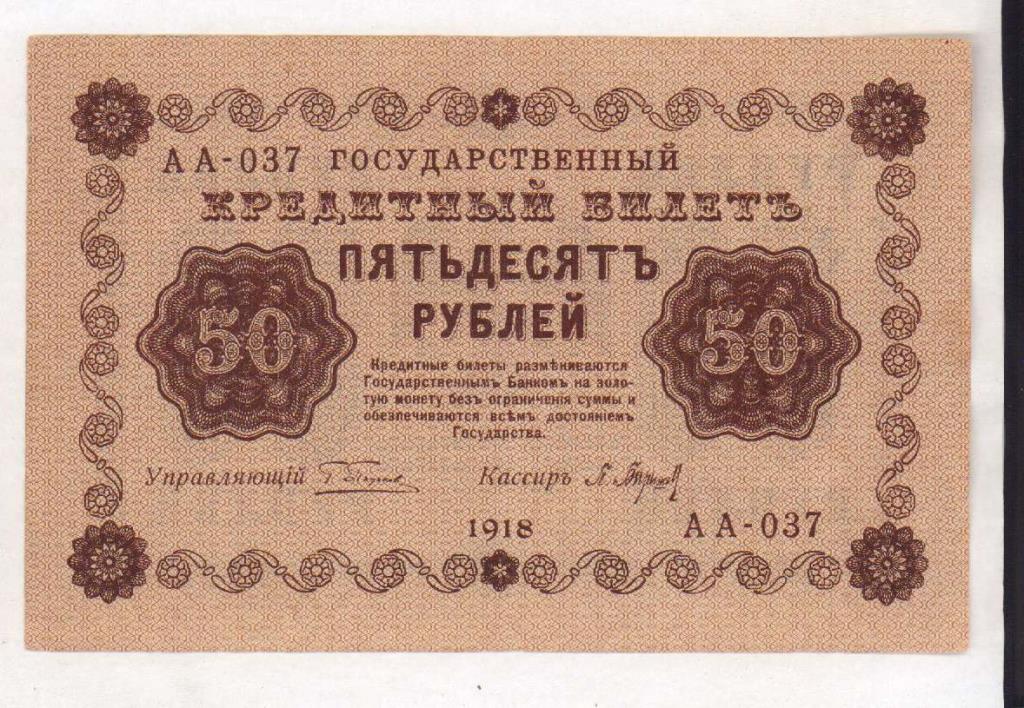 АА-037 ГОСУДАРСТВЕННЫЙ
КРЕДИТНЫЙ БИЛЕТЪ
ПЯТЬДЕСЯТЪ
РУБЛЕЙ
50 50
Кредитные билеты размѣниваются
Государственнымъ Банкомъ на золо-
тую монету безъ ограниченія суммы и
обезпечиваются всѣмъ достояніемъ
Государства.
Управляющій Кассиръ
1918
АА-037